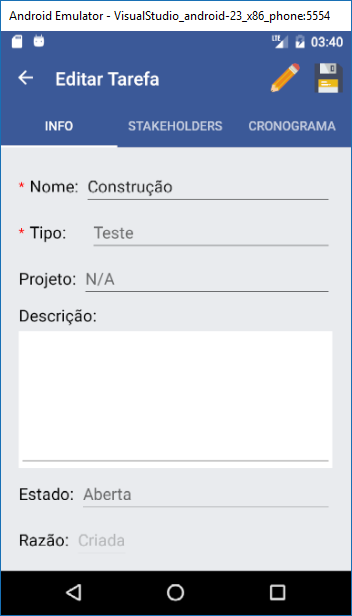 Android Emulator - VisualStudio_android-23_x86_phone:5554
LTE 03:40
Editar Tarefa
INFO STAKEHOLDERS CRONOGRAMA
* Nome: Construção
* Tipo: Teste
Projeto: N/A
Descrição:
Estado: Aberta
Razão: Criada